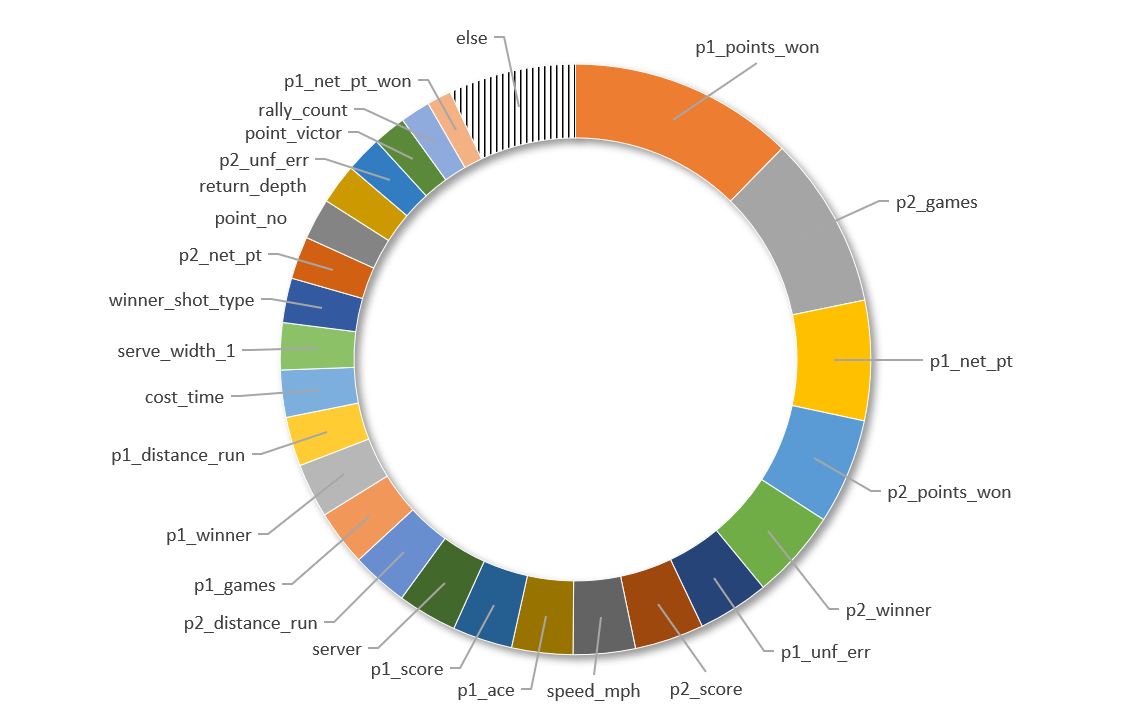 else
p1_points_won
p1_net_pt_won
rally_count
point_victor
p2_unf_err
return_depth
p2_games
point_no
p2_net_pt
winner_shot_type
serve_width_1
p1_net_pt
cost_time
p1_distance_run
p2_points_won
p1_winner
p1_games
p2_winner
p2_distance_run
server
p1_unf_err
p1_score
p1_ace
speed_mph
p2_score